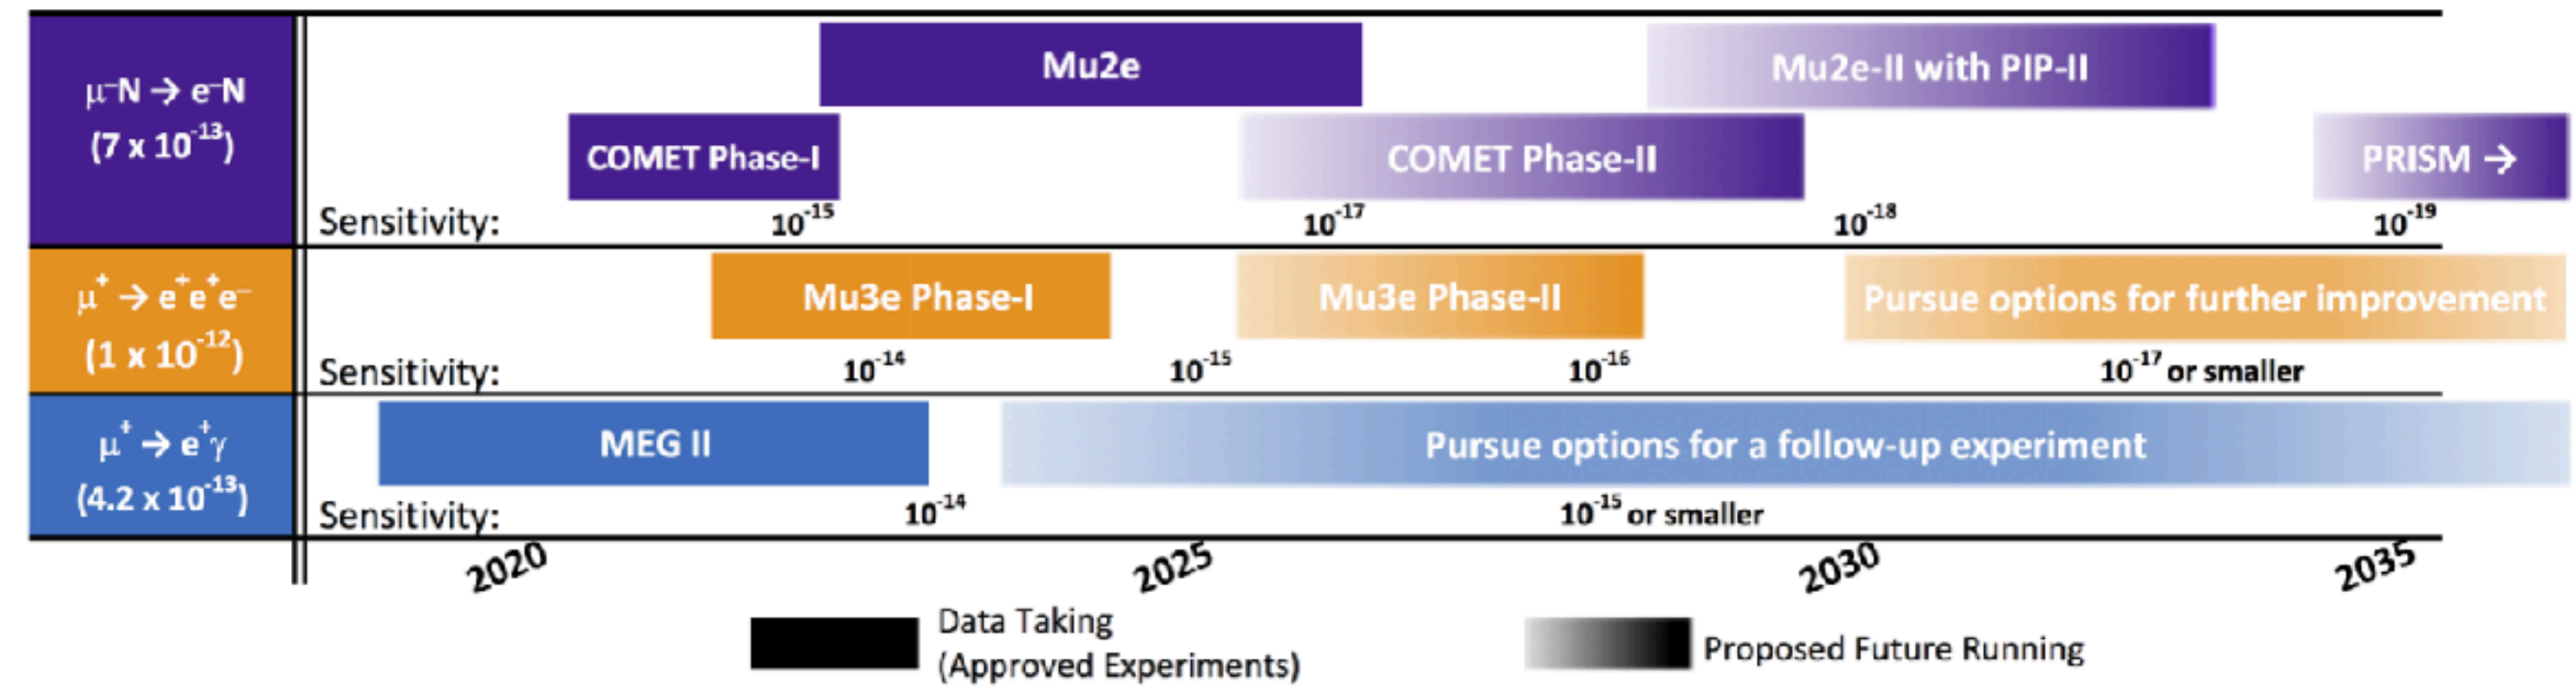 μ⁻N → e⁻N
(7 x 10⁻¹³)
Mu2e
Mu2e-II with PIP-II
COMET Phase-I
COMET Phase-II
PRISM →
Sensitivity: 10⁻¹⁵ 10⁻¹⁷ 10⁻¹⁸ 10⁻¹⁹
μ⁺ → e⁺e⁺e⁻
(1 x 10⁻¹²)
Mu3e Phase-I
Mu3e Phase-II
Pursue options for further improvement
Sensitivity: 10⁻¹⁴ 10⁻¹⁵ 10⁻¹⁶ 10⁻¹⁷ or smaller
μ⁺ → e⁺γ
(4.2 x 10⁻¹³)
MEG II
Pursue options for a follow-up experiment
Sensitivity: 10⁻¹⁴ 10⁻¹⁵ or smaller
2020 2025 2030 2035
Data Taking
(Approved Experiments)
Proposed Future Running